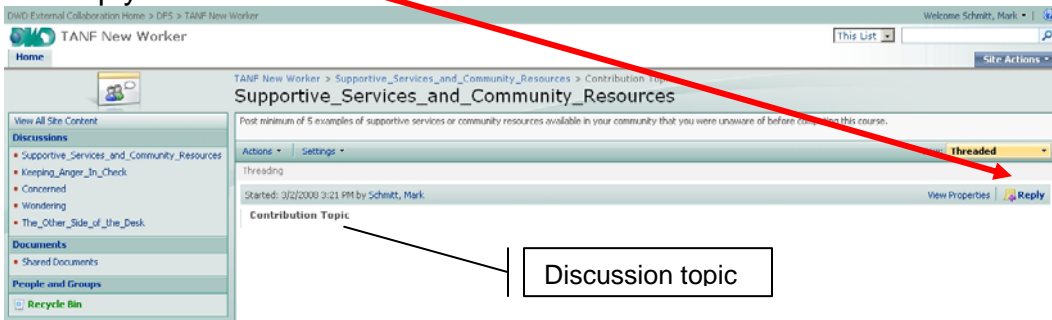 DWD External Collaboration Home > DFS > TANF New Worker
Welcome Schmitt, Mark
TANF New Worker
This List
Home
Site Actions
TANF New Worker > Supportive_Services_and_Community_Resources > Contribution Topic
Supportive_Services_and_Community_Resources
View All Site Content
Post minimum of 5 examples of supportive services or community resources available in your community that you were unaware of before completing this course.
Discussions
Supportive_Services_and_Community_Resources
Keeping_Anger_In_Check
Concerned
Wondering
The_Other_Side_of_the_Desk
Documents
Shared Documents
People and Groups
Recycle Bin
Actions
Settings
Threaded
Threading
Started: 3/2/2008 3:21 PM by Schmitt, Mark
View Properties
Reply
Contribution Topic
Discussion topic